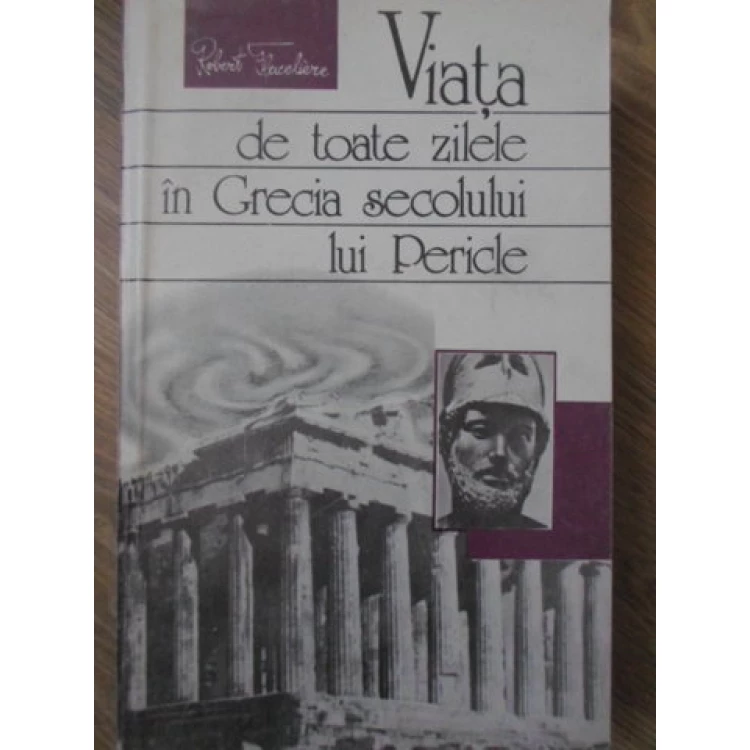 Robert Flacelière
Viața
de toate zilele
în Grecia secolului
lui Pericle